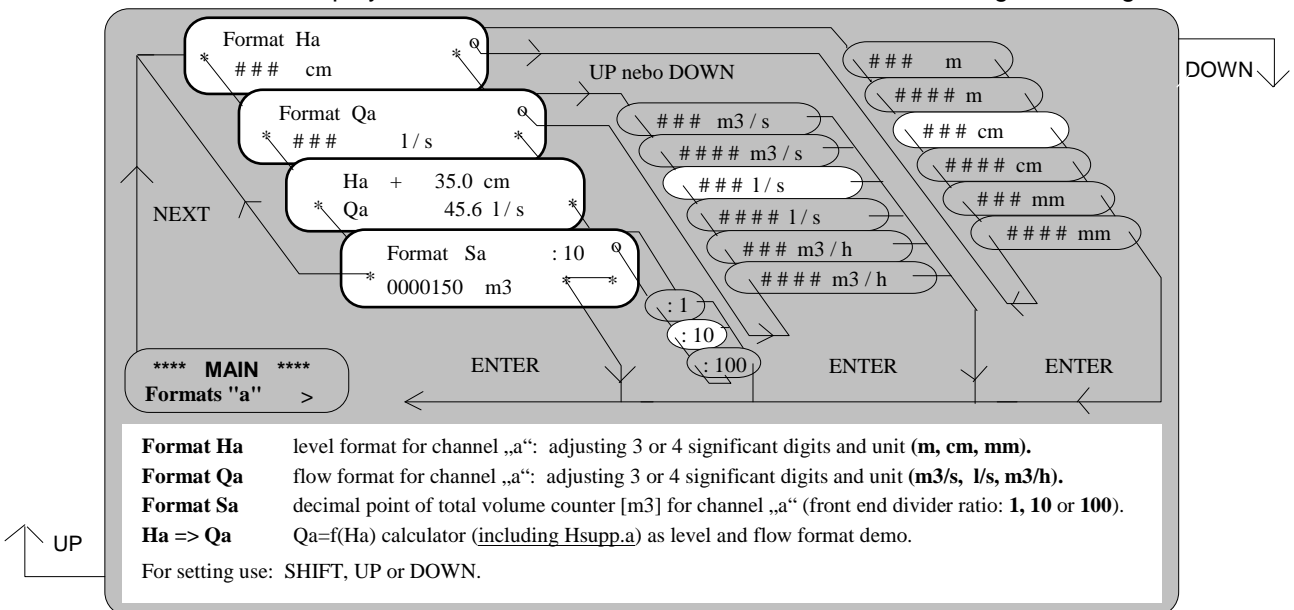 Format Ha
# # # cm
Format Qa
# # # l / s
Ha + 35.0 cm
Qa 45.6 l / s
Format Sa : 10
0000150 m3
NEXT
UP nebo DOWN
# # # m3 / s
# # # # m3 / s
# # # l / s
# # # # l / s
# # # m3 / h
# # # # m3 / h
# # # m
# # # # m
# # # cm
# # # # cm
# # # mm
# # # # mm
: 1
: 10
: 100
ENTER
ENTER
ENTER
DOWN
UP
**** MAIN ****
Formats "a" >
Format Ha level format for channel „a“: adjusting 3 or 4 significant digits and unit (m, cm, mm).
Format Qa flow format for channel „a“: adjusting 3 or 4 significant digits and unit (m3/s, l/s, m3/h).
Format Sa decimal point of total volume counter [m3] for channel „a“ (front end divider ratio: 1, 10 or 100).
Ha => Qa Qa=f(Ha) calculator (including Hsupp.a) as level and flow format demo.
For setting use: SHIFT, UP or DOWN.